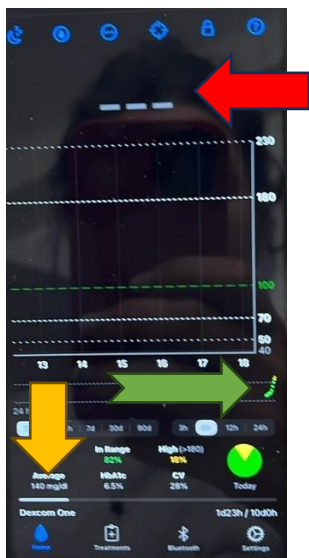 230
180
100
70
50
40
13 14 15 16 17 18
24 h
7d 30d 90d 3h 6h 12h 24h
In Range High (>180)
82% 18%
Average HbA1c CV
140 mg/dl 6.5% 28% Today
Dexcom One 1d23h / 10d0h
Home Treatments Bluetooth Settings